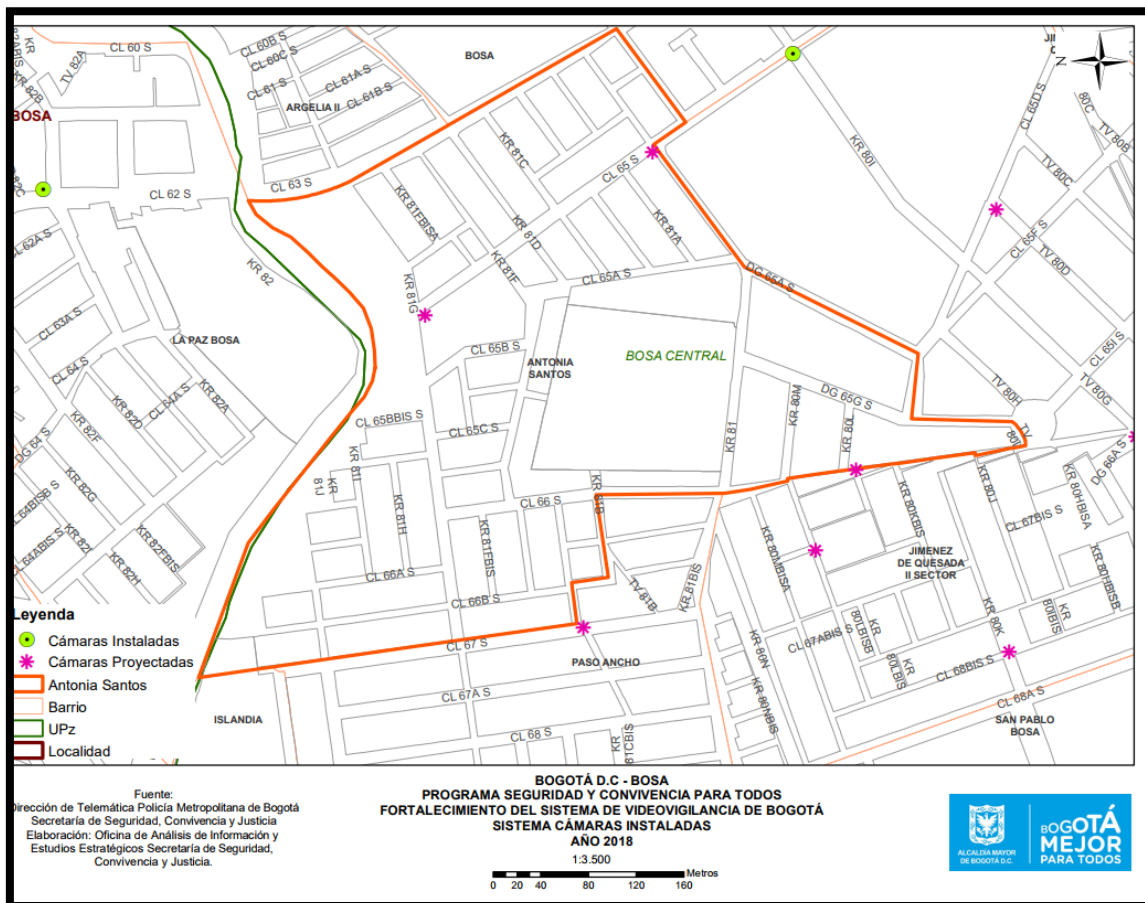 CL 60 S
TV 82A
KR 82B
BOSA
CL 62 S
CL 62A S
CL 63A S
CL 64 S
DG 64 S
KR 82F
KR 82D
CL 64A S
KR 82A
KR 82G
KR 82I
KR 82H
KR 82FBIS
LA PAZ BOSA
KR 82
CL 60B S
CL 60C S
CL 61 S
CL 61A S
CL 61B S
ARGELIA II
BOSA
CL 63 S
KR 81C
CL 65 S
KR 81FBISA
KR 81D
KR 81A
KR 81F
KR 81G
CL 65A S
DG 65A S
KR 80I
CL 65D S
80C
TV 80B
TV 80C
CL 65F S
TV 80D
CL 65I S
TV 80H
TV 80G
TV
80I
DG 66A S
BOSA CENTRAL
ANTONIA
SANTOS
CL 65B S
CL 65BBIS S
CL 65C S
KR 81I
KR
81J
KR 81H
KR 81FBIS
CL 66 S
KR 81B
KR 81
KR 80M
KR 80L
DG 65G S
CL 66A S
CL 66B S
TV 81B
KR 81BIS
CL 67 S
PASO ANCHO
CL 67A S
CL 68 S
KR
81CBIS
ISLANDIA
KR 80MBISA
KR 80KBIS
KR 80J
KR 80HBISA
CL 67BIS S
JIMENEZ
DE QUESADA
II SECTOR
KR 80HBISB
KR
80IBIS
KR 80K
CL 67ABIS S
KR
80LBISB
KR
80LBIS
KR 80N
KR 80NBIS
CL 68BIS S
CL 68A S
SAN PABLO
BOSA
N
Leyenda
Cámaras Instaladas
Cámaras Proyectadas
Antonia Santos
Barrio
UPz
Localidad
Fuente:
Dirección de Telemática Policía Metropolitana de Bogotá
Secretaría de Seguridad, Convivencia y Justicia
Elaboración: Oficina de Análisis de Información y
Estudios Estratégicos Secretaría de Seguridad,
Convivencia y Justicia.
BOGOTÁ D.C - BOSA
PROGRAMA SEGURIDAD Y CONVIVENCIA PARA TODOS
FORTALECIMIENTO DEL SISTEMA DE VIDEOVIGILANCIA DE BOGOTÁ
SISTEMA CÁMARAS INSTALADAS
AÑO 2018
1:3.500
Metros
0 20 40 80 120 160
ALCALDÍA MAYOR
DE BOGOTÁ D.C.
BOGOTÁ
MEJOR
PARA TODOS